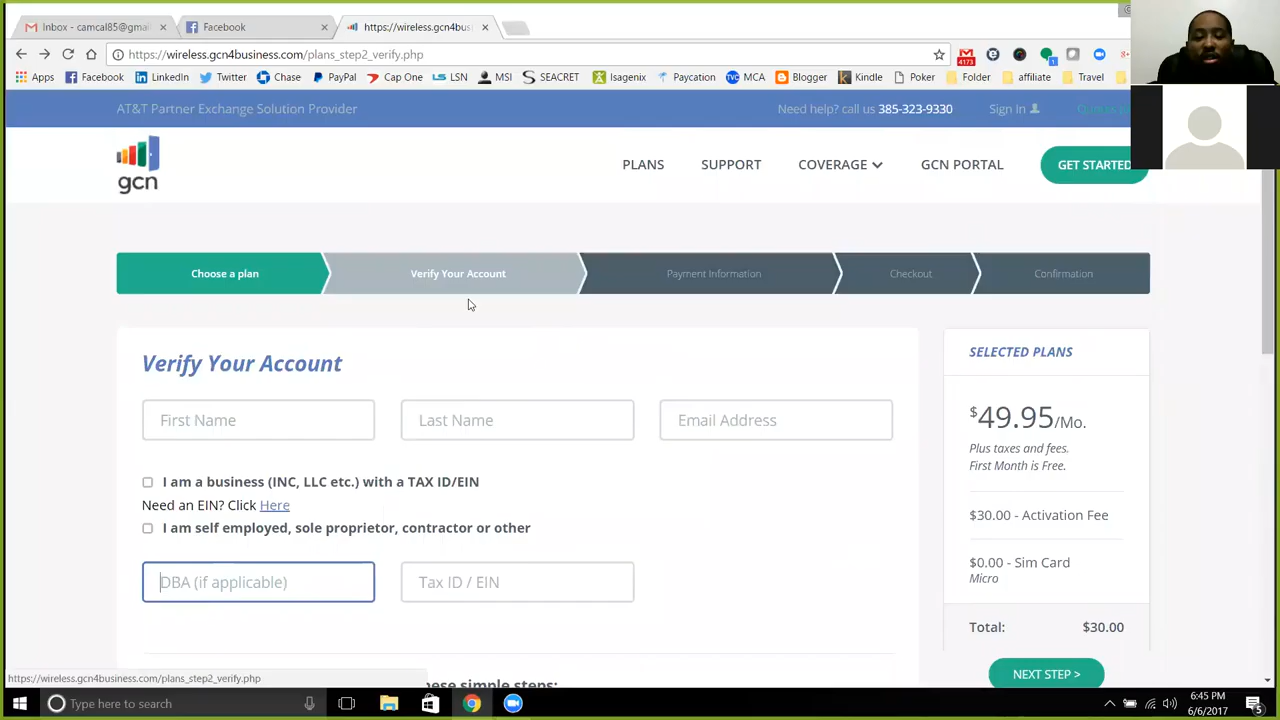 Inbox - camcal85@gmai
Facebook
https://wireless.gcn4bus
https://wireless.gcn4business.com/plans_step2_verify.php
4173
1
Apps Facebook LinkedIn Twitter Chase PayPal Cap One LSN MSI SEACRET Isagenix Paycation MCA Blogger Kindle Poker Folder affiliate Travel
AT&T Partner Exchange Solution Provider
Need help? call us 385-323-9330
Sign In
gcn
PLANS SUPPORT COVERAGE GCN PORTAL GET STARTED
Choose a plan Verify Your Account Payment Information Checkout Confirmation
Verify Your Account
First Name Last Name Email Address
I am a business (INC, LLC etc.) with a TAX ID/EIN
Need an EIN? Click Here
I am self employed, sole proprietor, contractor or other
DBA (if applicable) Tax ID / EIN
SELECTED PLANS
$49.95/Mo.
Plus taxes and fees.
First Month is Free.
$30.00 - Activation Fee
$0.00 - Sim Card
Micro
Total: $30.00
NEXT STEP >
these simple steps:
https://wireless.gcn4business.com/plans_step2_verify.php
Type here to search
6:45 PM
6/6/2017
5